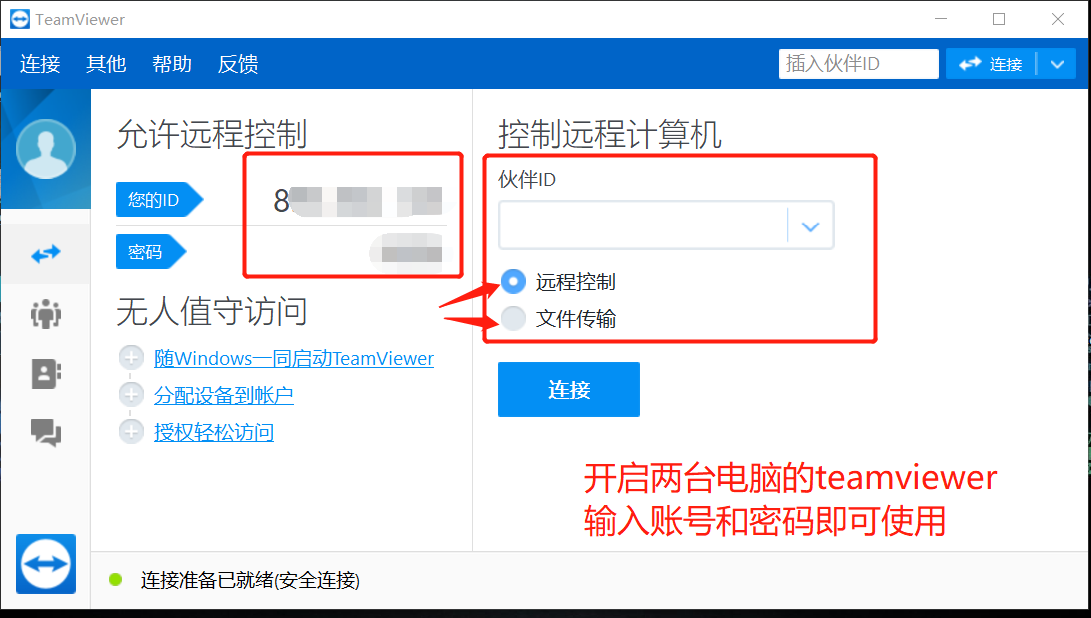 TeamViewer
连接 其他 帮助 反馈
插入伙伴ID
连接
允许远程控制
您的ID
8
密码
无人值守访问
随Windows一同启动TeamViewer
分配设备到帐户
授权轻松访问
控制远程计算机
伙伴ID
远程控制
文件传输
连接
开启两台电脑的teamviewer
输入账号和密码即可使用
连接准备已就绪(安全连接)